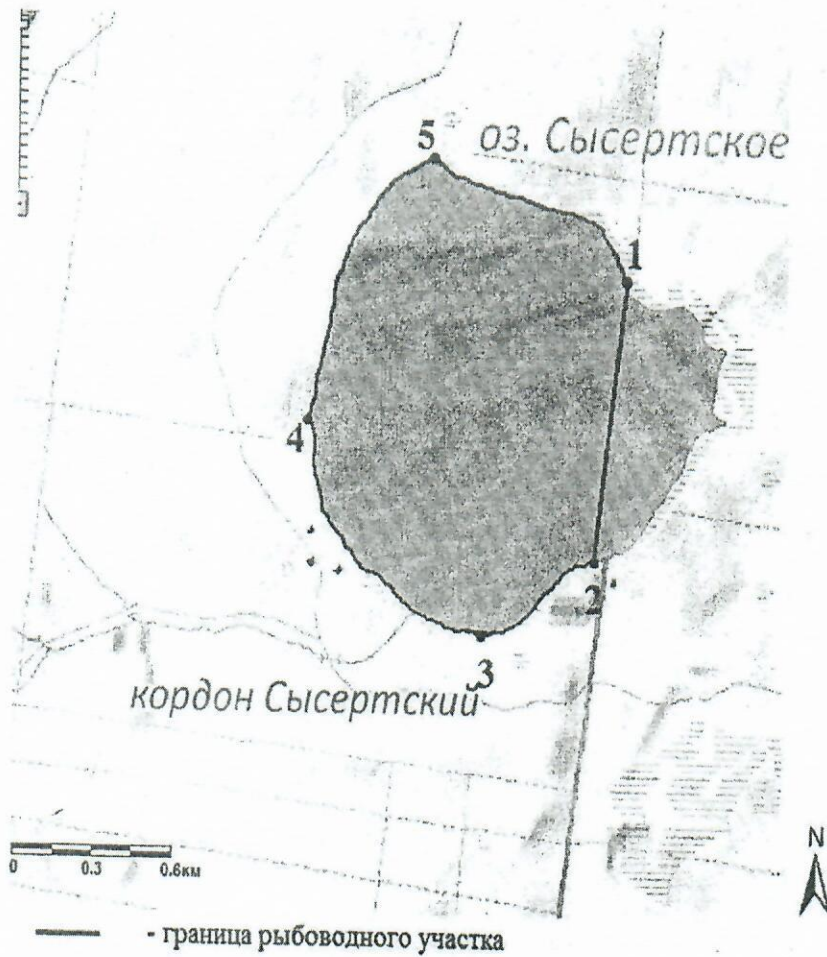 5 оз. Сысертское
1
4
2
3
кордон Сысертский
0 0.3 0.6км
N
- граница рыбоводного участка